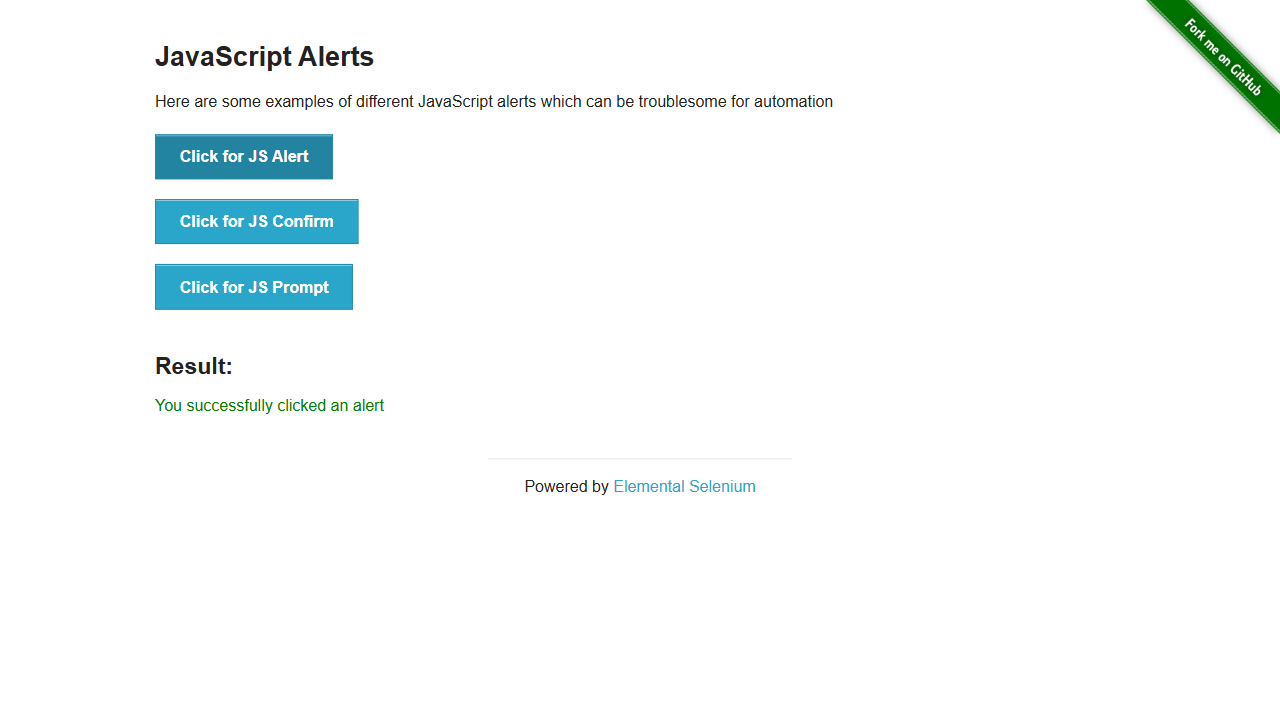 Fork me on GitHub
JavaScript Alerts
Here are some examples of different JavaScript alerts which can be troublesome for automation
Click for JS Alert
Click for JS Confirm
Click for JS Prompt
Result:
You successfully clicked an alert
Powered by Elemental Selenium